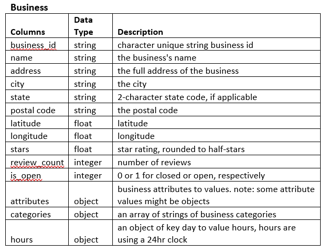 Business
Columns Data Type Description
business_id string character unique string business id
name string the business's name
address string the full address of the business
city string the city
state string 2-character state code, if applicable
postal code string the postal code
latitude float latitude
longitude float longitude
stars float star rating, rounded to half-stars
review_count integer number of reviews
is_open integer 0 or 1 for closed or open, respectively
attributes object business attributes to values. note: some attribute
values might be objects
categories object an array of strings of business categories
hours object an object of key day to value hours, hours are
using a 24hr clock